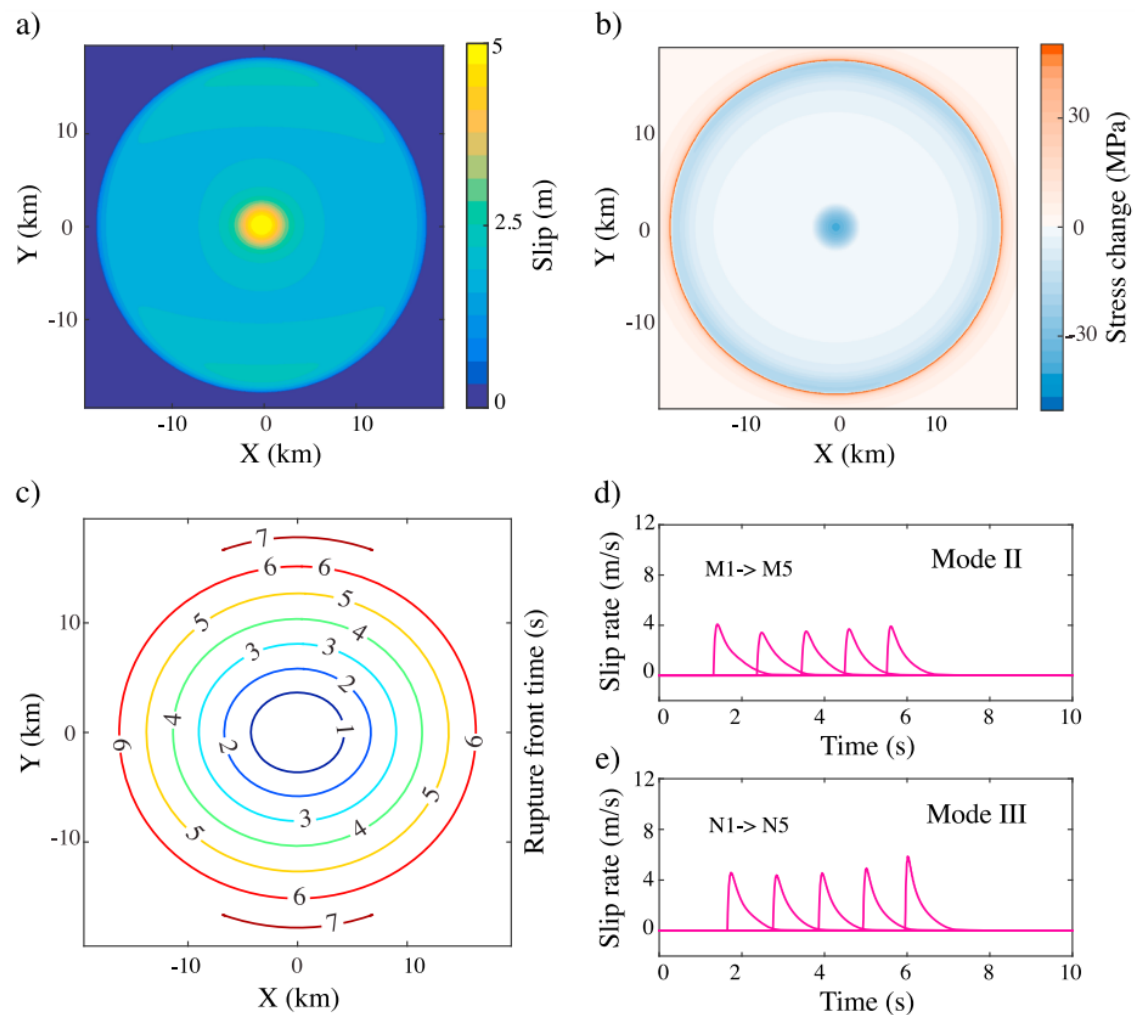 a)
10
0
-10
Y (km)
-10
0
10
X (km)
5
2.5
0
Slip (m)
b)
10
0
-10
Y (km)
-10
0
10
X (km)
30
-30
Stress change (MPa)
c)
10
0
-10
Y (km)
-10
0
10
X (km)
7
6 6
5 5
4
3 3
2
1
2
4
6
6
3
4
5
5
6
7
Rupture front time (s)
d)
12
8
4
0
Slip rate (m/s)
M1-> M5
Mode II
0 2 4 6 8 10
Time (s)
e)
12
8
4
0
Slip rate (m/s)
N1-> N5
Mode III
0 2 4 6 8 10
Time (s)